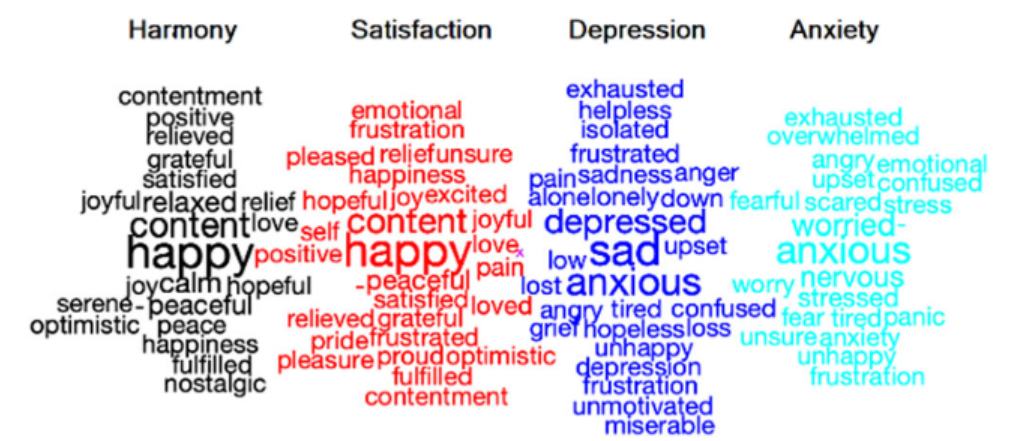 Harmony Satisfaction Depression Anxiety
contentment
positive
relieved
grateful
satisfied
joyful relaxed relief
content love
happy
joy calm hopeful
serene - peaceful
optimistic peace
happiness
fulfilled
nostalgic
emotional
frustration
pleased relief unsure
happiness
hopeful joy excited
self content joyful
positive happy love x
pain
- peaceful
satisfied loved
relieved grateful
pride frustrated
pleasure proud optimistic
fulfilled
contentment
exhausted
helpless
isolated
frustrated
pain sadness anger
alone lonely down
depressed
low sad upset
lost anxious
angry tired confused
grief hopeless loss
unhappy
depression
frustration
unmotivated
miserable
exhausted
overwhelmed
angry emotional
upset confused
fearful scared stress
worried -
anxious
worry nervous
stressed
fear tired panic
unsure anxiety
unhappy
frustration